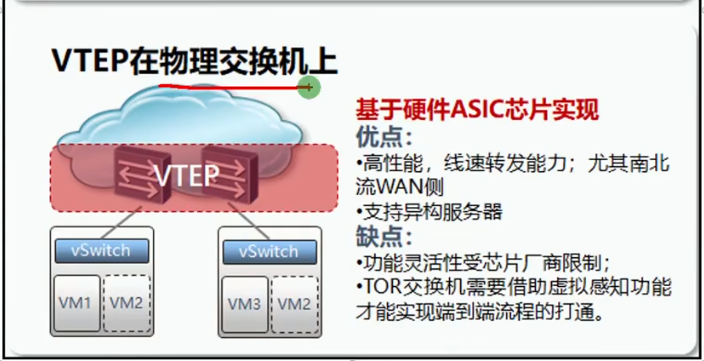 VTEP在物理交换机上
基于硬件ASIC芯片实现
优点：
•高性能，线速转发能力；尤其南北
流WAN侧
•支持异构服务器
缺点：
•功能灵活性受芯片厂商限制；
•TOR交换机需要借助虚拟感知功能
才能实现端到端流程的打通。
VTEP
vSwitch
vSwitch
VM1
VM2
VM3
VM2